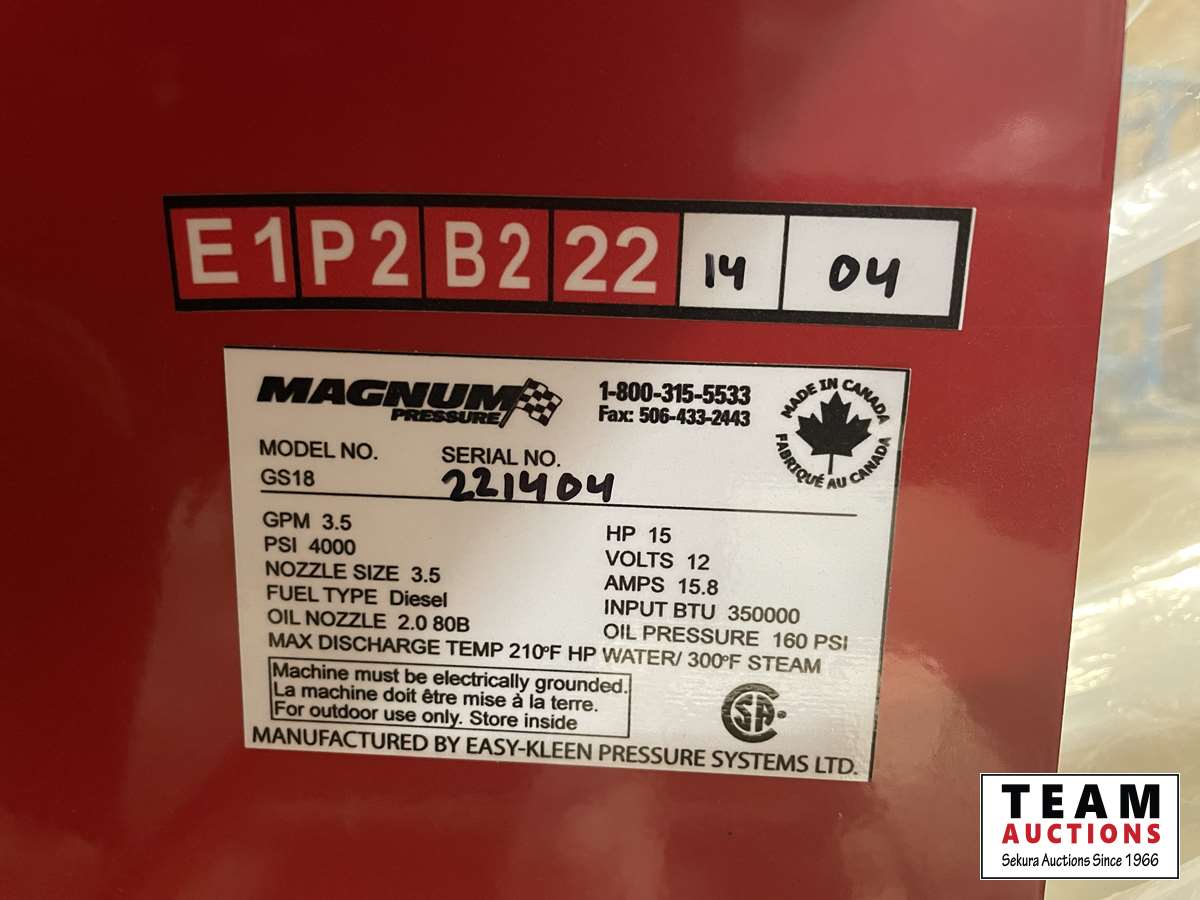 E1 P2 B2 22 14 04
MAGNUM
PRESSURE
1-800-315-5533
Fax: 506-433-2443
MADE IN CANADA
FABRIQUÉ AU CANADA
MODEL NO. SERIAL NO.
GS18 221404
GPM 3.5 HP 15
PSI 4000 VOLTS 12
NOZZLE SIZE 3.5 AMPS 15.8
FUEL TYPE Diesel INPUT BTU 350000
OIL NOZZLE 2.0 80B OIL PRESSURE 160 PSI
MAX DISCHARGE TEMP 210°F HP WATER/ 300°F STEAM
Machine must be electrically grounded.
La machine doit être mise à la terre.
For outdoor use only. Store inside
CSA
MANUFACTURED BY EASY-KLEEN PRESSURE SYSTEMS LTD.
TEAM
AUCTIONS
Sekura Auctions Since 1966